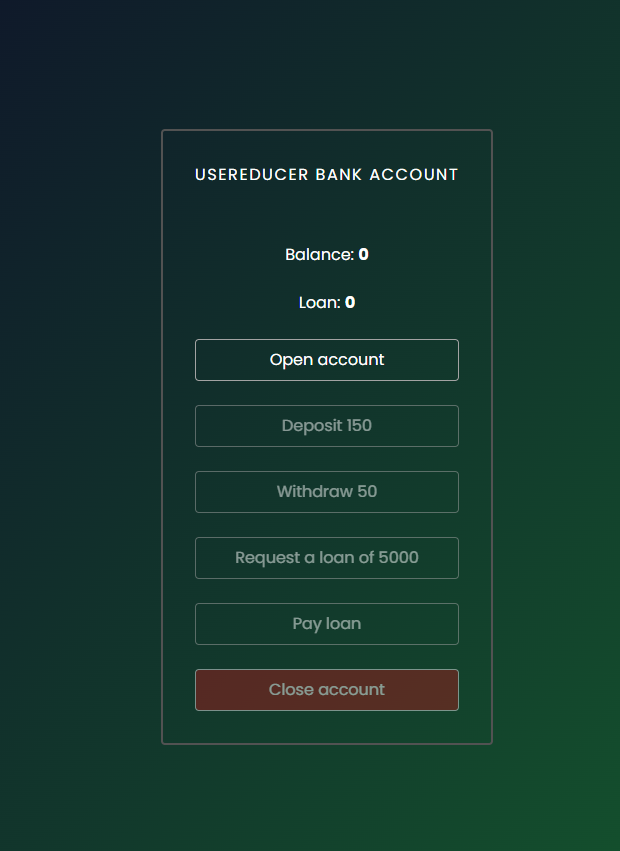 USEREDUCER BANK ACCOUNT
Balance: 0
Loan: 0
Open account
Deposit 150
Withdraw 50
Request a loan of 5000
Pay loan
Close account